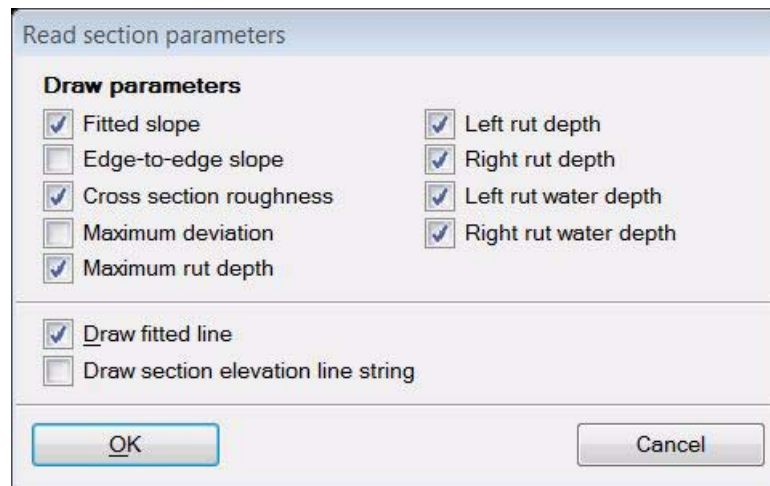 Read section parameters
Draw parameters
Fitted slope
Edge-to-edge slope
Cross section roughness
Maximum deviation
Maximum rut depth
Left rut depth
Right rut depth
Left rut water depth
Right rut water depth
Draw fitted line
Draw section elevation line string
OK
Cancel